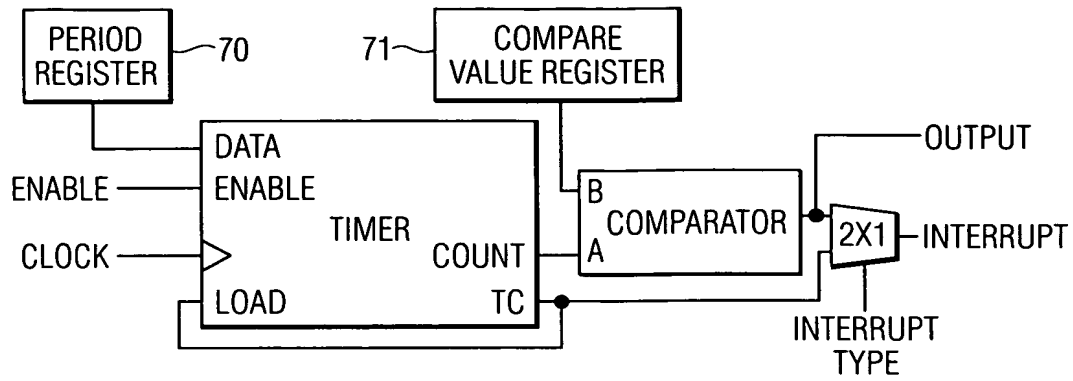 PERIOD
REGISTER
70
71
COMPARE
VALUE REGISTER
DATA
ENABLE
ENABLE
TIMER
CLOCK
COUNT
LOAD
TC
B
A
COMPARATOR
OUTPUT
2X1
INTERRUPT
INTERRUPT
TYPE